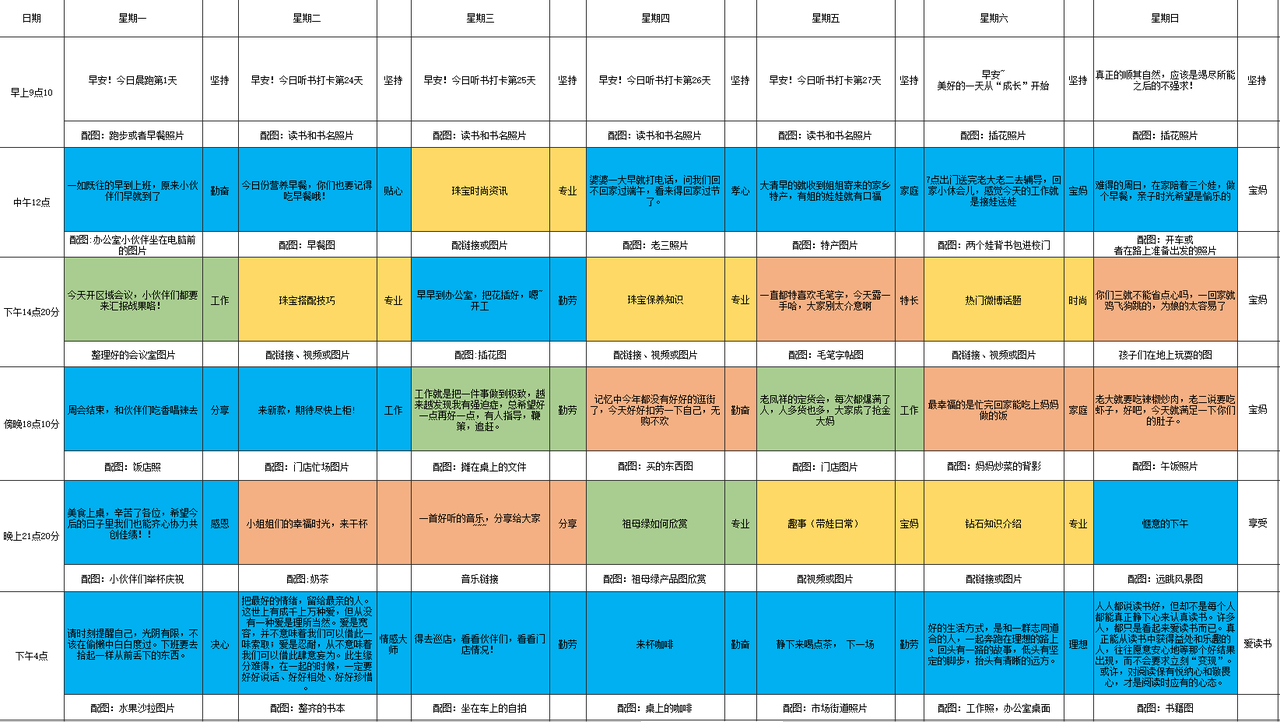 日期 星期一 星期二 星期三 星期四 星期五 星期六 星期日
早上9点10
早安！今日晨跑第1天
坚持
早安！今日听书打卡第24天
坚持
早安！今日听书打卡第25天
坚持
早安！今日听书打卡第26天
坚持
早安！今日听书打卡第27天
坚持
早安~
美好的一天从“成长”开始
坚持
真正的顺其自然，应该是竭尽所能
之后的不强求！
坚持
配图：跑步或者早餐照片
配图：读书和书名照片
配图：读书和书名照片
配图：读书和书名照片
配图：读书和书名照片
配图：插花照片
配图：插花照片
中午12点
一如既往的早到上班，原来小伙
伴们早就到了
勤奋
今日份营养早餐，你们也要记得
吃早餐哦！
贴心
珠宝时尚资讯
专业
婆婆一大早就打电话，问我们回
不回家过端午，看来得回家过节
了。
孝心
大清早的就收到姐姐寄来的家乡
特产，有姐的娃娃就有口福
家庭
7点出门送完老大老二去辅导，回
家小休会儿，感觉今天的工作就
是接娃送娃
宝妈
难得的周日，在家陪着三个娃，做
个早餐，亲子时光希望是愉乐的
宝妈
配图:办公室小伙伴坐在电脑前
的图片
配图：早餐图
配链接或图片
配图：老三照片
配图：特产图片
配图：两个娃背书包进校门
配图：开车或
者在路上准备出发的照片
下午14点20分
今天开区域会议，小伙伴们都要
来汇报战果咯！
工作
珠宝搭配技巧
专业
早早到办公室，把花插好，嗯~
开工
勤劳
珠宝保养知识
专业
一直都特喜欢毛笔字，今天露一
手哈，大家别太介意啊
特长
热门微博话题
时尚
你们三就不能省点心吗，一回家就
鸡飞狗跳的，为娘的太容易了
宝妈
整理好的会议室图片
配链接、视频或图片
配图:插花图
配链接、视频或图片
配图：毛笔字帖图
配链接、视频或图片
孩子们在地上玩耍的图
傍晚18点10分
周会结束，和伙伴们吃香喝辣去
分享
来新款，期待尽快上柜！
工作
工作就是把一件事做到极致，越
来越发现我有强迫症，总希望好
一点再好一点，有人指导，鞭
策，追赶。
勤劳
记忆中今年都没有好好的逛街
了，今天好好扣劳一下自己，无
购不欢
勤奋
老凤祥的定货会，每次都爆满了
人，人多货也多，大家成了抢金
大妈
工作
最幸福的是忙完回家能吃上妈妈
做的饭
家庭
老大就要吃辣椒炒肉，老二说要吃
虾子，好吧，今天就满足一下你们
的肚子。
宝妈
配图：饭店照
配图：门店忙场图片
配图：摊在桌上的文件
配图：买的东西图
配图：门店图片
配图：妈妈炒菜的背影
配图：午饭照片
晚上21点20分
美食上桌，辛苦了各位，希望今
后的日子里我们也能齐心协力共
创佳绩！！
感恩
小姐姐们的幸福时光，来干杯
一首好听的音乐，分享给大家
~~~
分享
祖母绿如何欣赏
专业
趣事（带娃日常）
宝妈
钻石知识介绍
专业
惬意的下午
享受
配图：小伙伴们举杯庆祝
配图:奶茶
音乐链接
配图：祖母绿产品图欣赏
配视频或图片
配链接或图片
配图：远眺风景图
下午4点
请时刻提醒自己，光阴有限，不
该在偷懒中白白度过。下班要去
拾起一样从前丢下的东西。
决心
把最好的情绪，留给最亲的人。
这世上有成千上万种爱，但从没
有一种爱是理所当然。爱是宽
容，并不意味着我们可以借此一
味索取；爱是忍耐，从不意味着
我们可以借此肆意妄为。此生缘
分难得，在一起的时候，一定要
好好说话、好好相处、好好珍惜
。
情感大
师
得去巡店，看看伙伴们，看看门
店情况！
勤劳
来杯咖啡
勤奋
静下来喝点茶， 下一场
勤劳
好的生活方式，是和一群志同道
合的人，一起奔跑在理想的路上
。回头有一路的故事，低头有坚
定的脚步，抬头有清晰的远方。
理想
人人都说读书好，但却不是每个人
都能真正静下心来认真读书。许多
人，都只是看起来爱读书而已。真
正能从读书中获得益处和乐趣的
人，往往愿意安心地等那个好结果
出现，而不会要求立刻“变现”。
或许，对阅读保有悦纳心和敬畏
心，才是阅读时应有的心态。
爱读书
配图：水果沙拉图片
配图：整齐的书本
配图：坐在车上的自拍
配图：桌上的咖啡
配图：市场街道照片
配图：工作照，办公室桌面
配图：书籍图